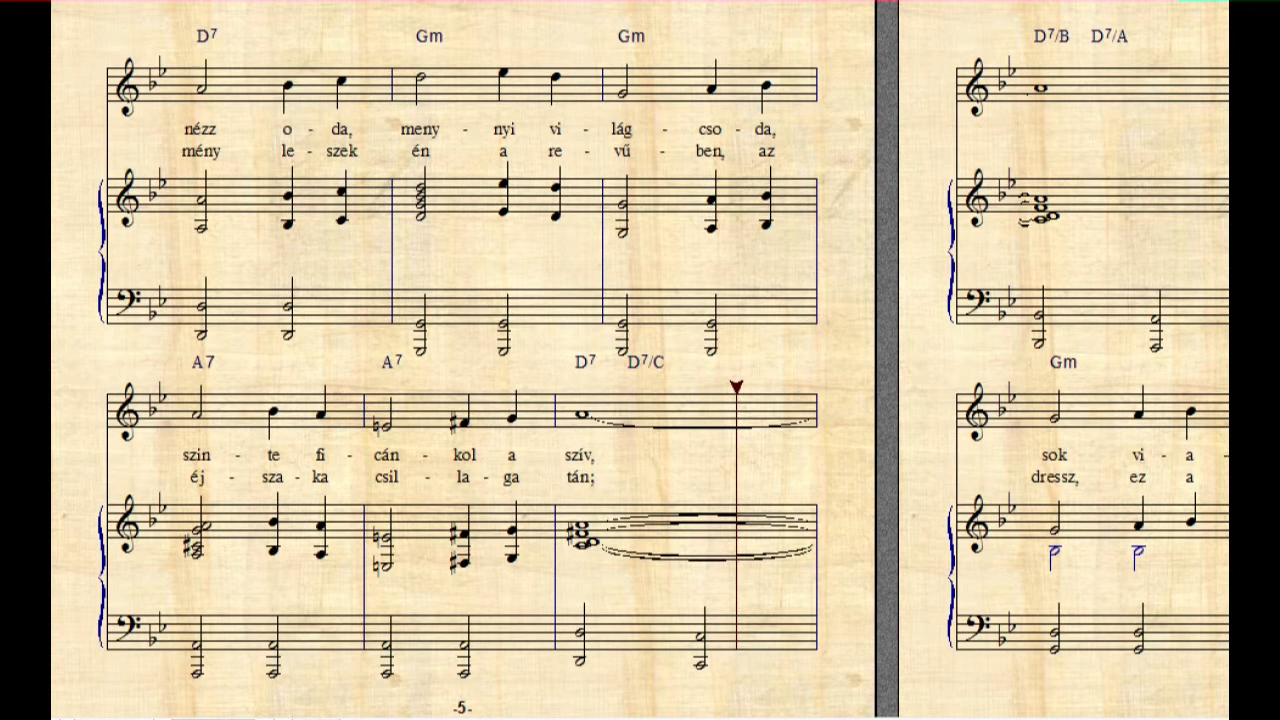 D7 Gm Gm
nézz o - da, meny - nyi vi - lág - cso - da,
mény le - szek én a re - vű - ben, az
A7 A7 D7 D7/C
szin - te fi - cán - kol a szív,
éj - sza - ka csil - la - ga tán;
-5-
D7/B D7/A
Gm
sok vi - a -
dressz, ez a